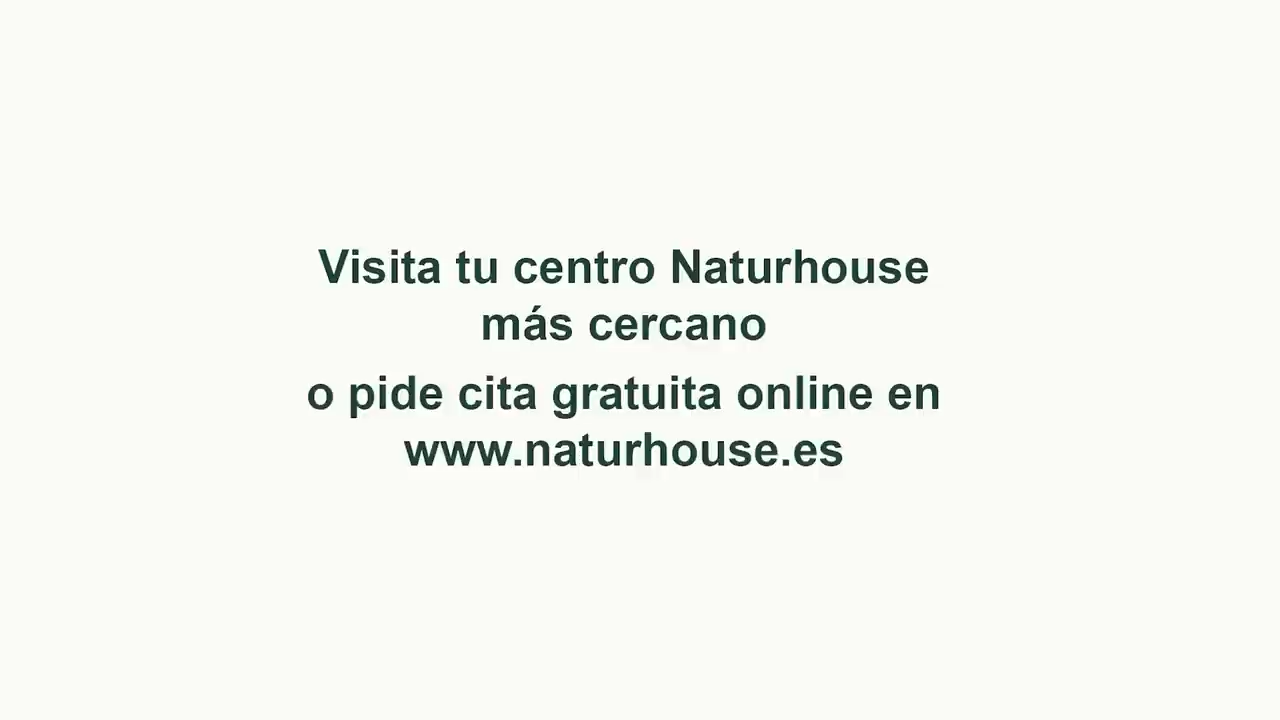 Visita tu centro Naturhouse
más cercano
o pide cita gratuita online en
www.naturhouse.es